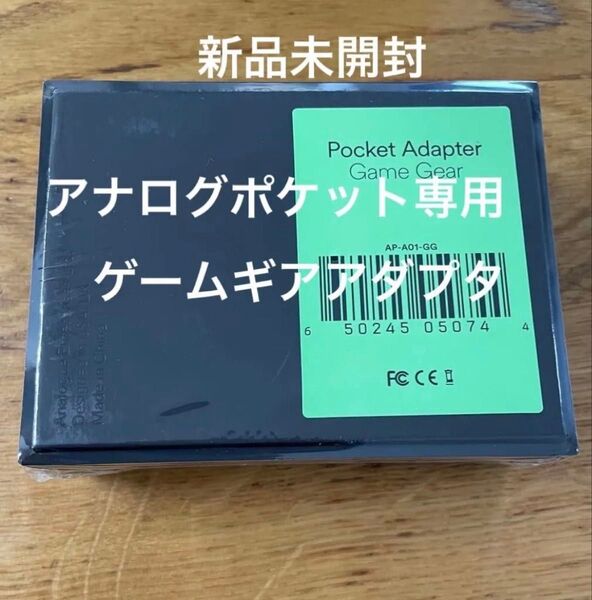 新品未開封
Pocket Adapter
Game Gear
アナログポケット専用
AP-A01-GG
ゲームギアアダプタ
6 50245 05074 4
FC CE
Made in China